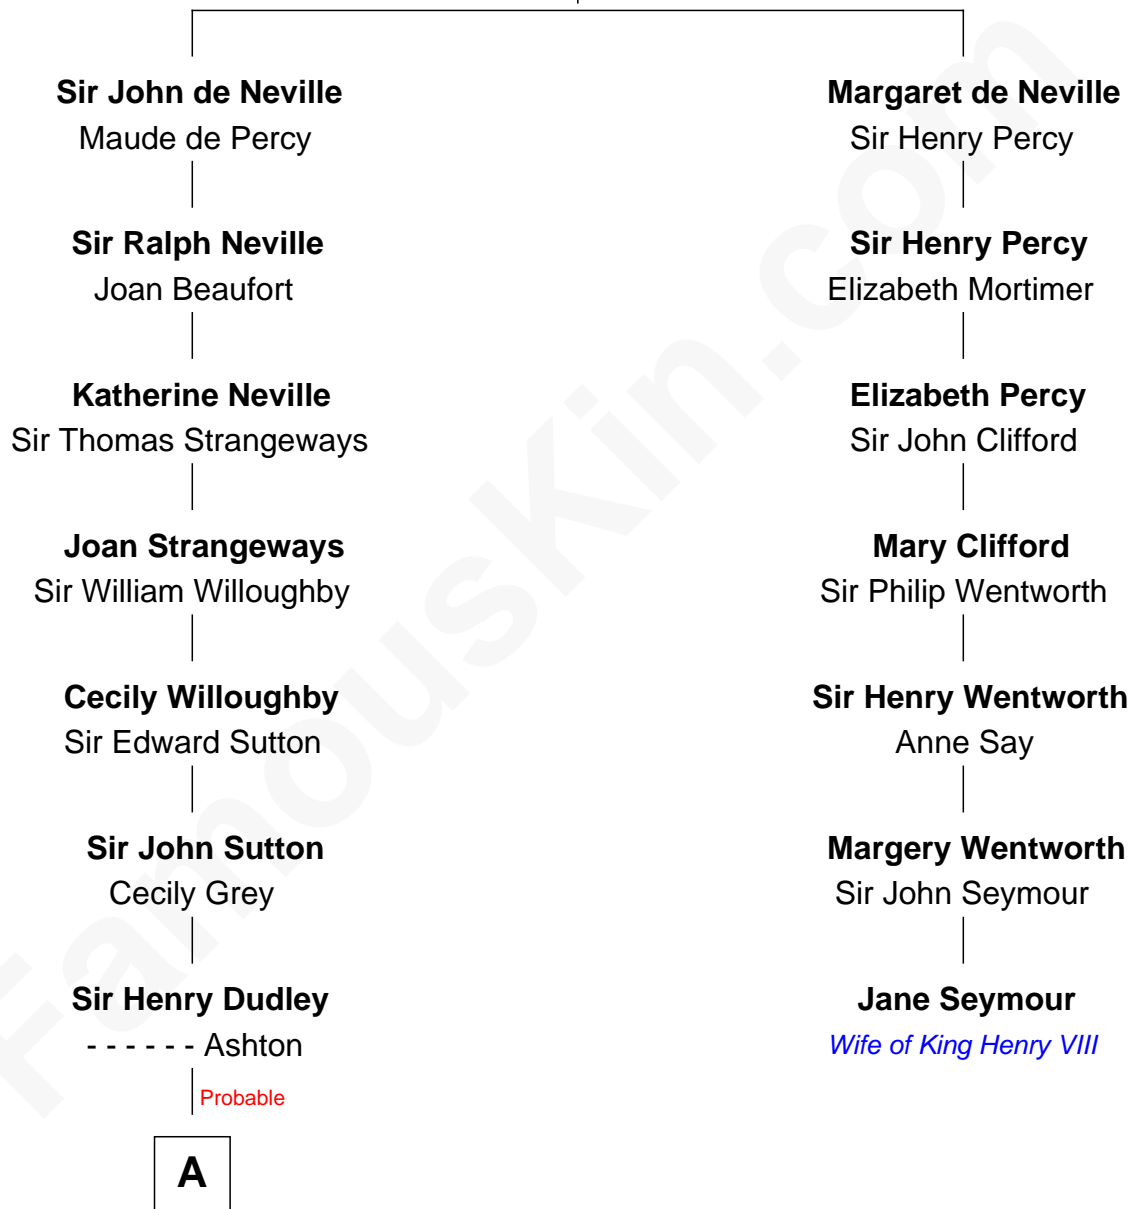 Sir John de Neville
Maude de Percy
Margaret de Neville
Sir Henry Percy
Sir Ralph Neville
Joan Beaufort
Sir Henry Percy
Elizabeth Mortimer
Katherine Neville
Sir Thomas Strangeways
Elizabeth Percy
Sir John Clifford
Joan Strangeways
Sir William Willoughby
Mary Clifford
Sir Philip Wentworth
Cecily Willoughby
Sir Edward Sutton
Sir Henry Wentworth
Anne Say
Sir John Sutton
Cecily Grey
Margery Wentworth
Sir John Seymour
Sir Henry Dudley
- - - - - - Ashton
Jane Seymour
Wife of King Henry VIII
Probable
A
FamousKin.com